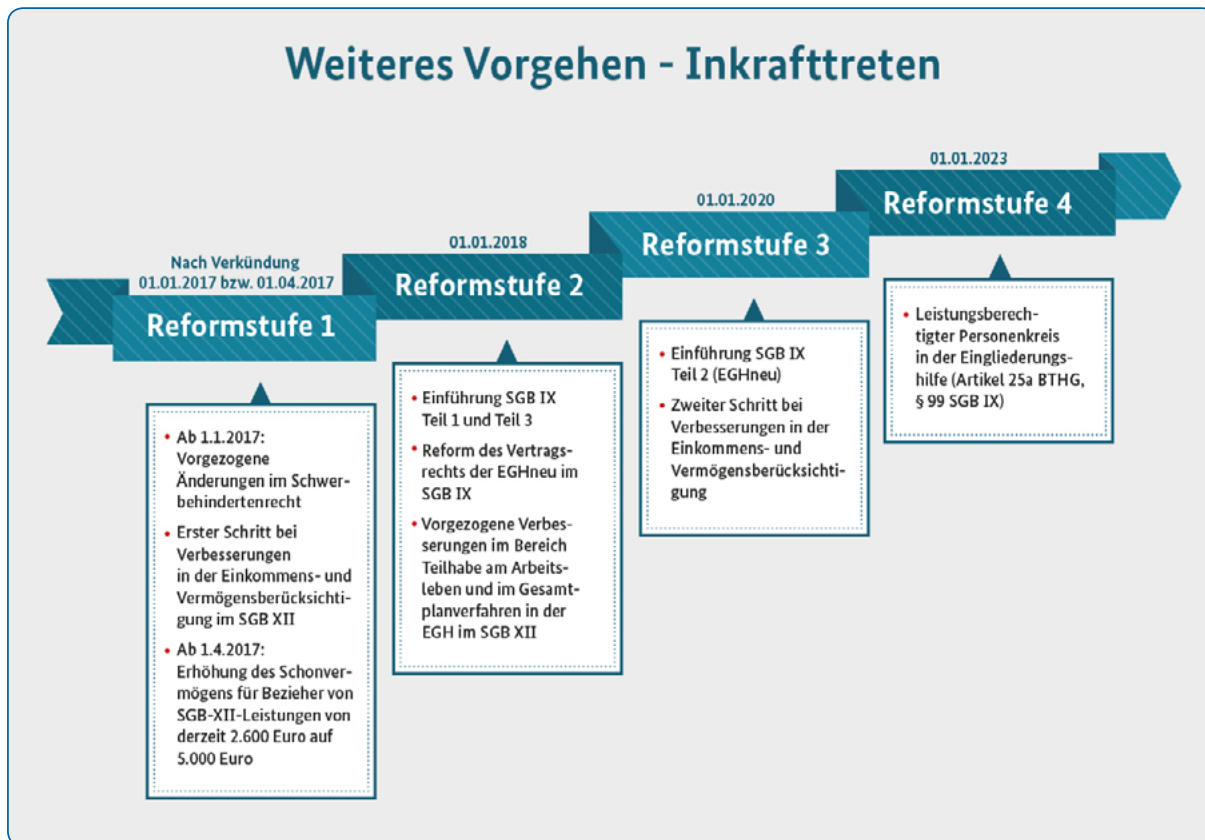 Weiteres Vorgehen - Inkrafttreten
Nach Verkündung
01.01.2017 bzw. 01.04.2017
Reformstufe 1
• Ab 1.1.2017:
Vorgezogene
Änderungen im Schwer-
behindertenrecht
• Erster Schritt bei
Verbesserungen
in der Einkommens- und
Vermögensberücksichti-
gung im SGB XII
• Ab 1.4.2017:
Erhöhung des Schonver-
mögens für Bezieher von
SGB-XII-Leistungen von
derzeit 2.600 Euro auf
5.000 Euro
01.01.2018
Reformstufe 2
• Einführung SGB IX
Teil 1 und Teil 3
• Reform des Vertrags-
rechts der EGHneu im
SGB IX
• Vorgezogene Verbes-
serungen im Bereich
Teilhabe am Arbeits-
leben und im Gesamt-
planverfahren in der
EGH im SGB XII
01.01.2020
Reformstufe 3
• Einführung SGB IX
Teil 2 (EGHneu)
• Zweiter Schritt bei
Verbesserungen in der
Einkommens- und
Vermögensberücksichti-
gung
01.01.2023
Reformstufe 4
• Leistungsberech-
tigter Personenkreis
in der Eingliederungs-
hilfe (Artikel 25a BTHG,
§ 99 SGB IX)